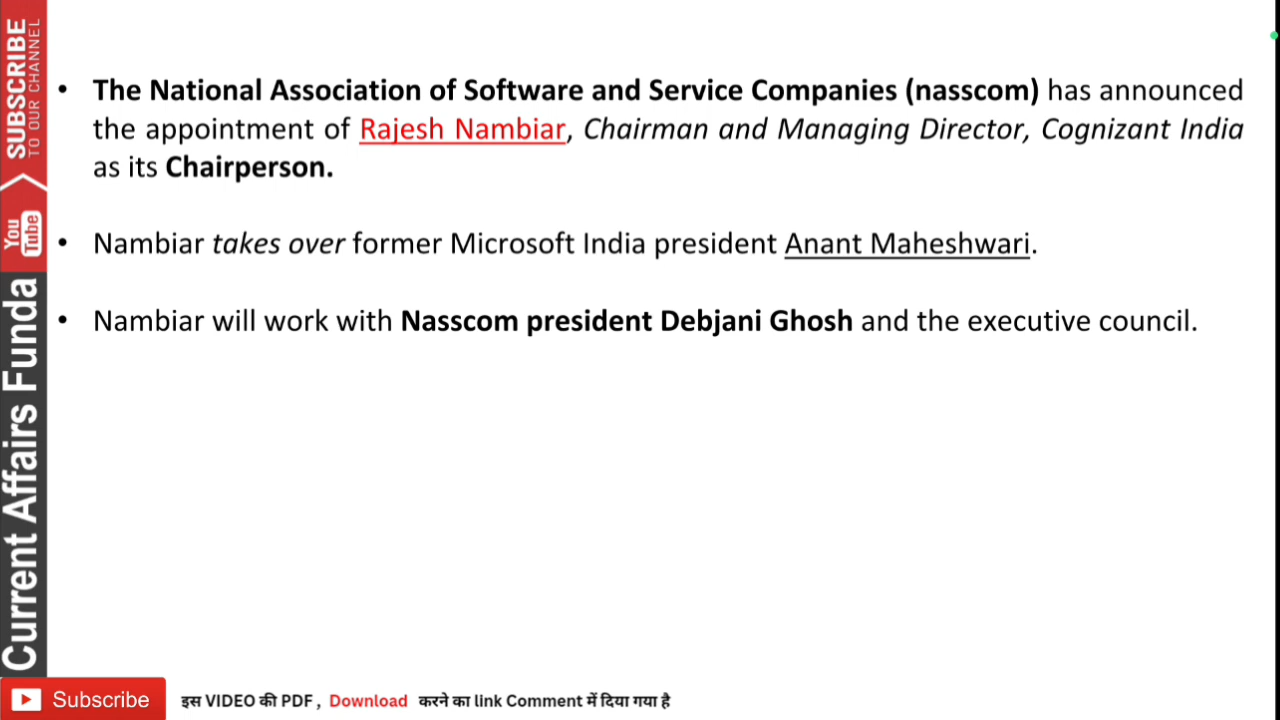 SUBSCRIBE
TO OUR CHANNEL
You
Tube
Current Affairs Funda
• The National Association of Software and Service Companies (nasscom) has announced
the appointment of Rajesh Nambiar, Chairman and Managing Director, Cognizant India
as its Chairperson.
• Nambiar takes over former Microsoft India president Anant Maheshwari.
• Nambiar will work with Nasscom president Debjani Ghosh and the executive council.
Subscribe इस VIDEO की PDF , Download करने का link Comment में दिया गया है